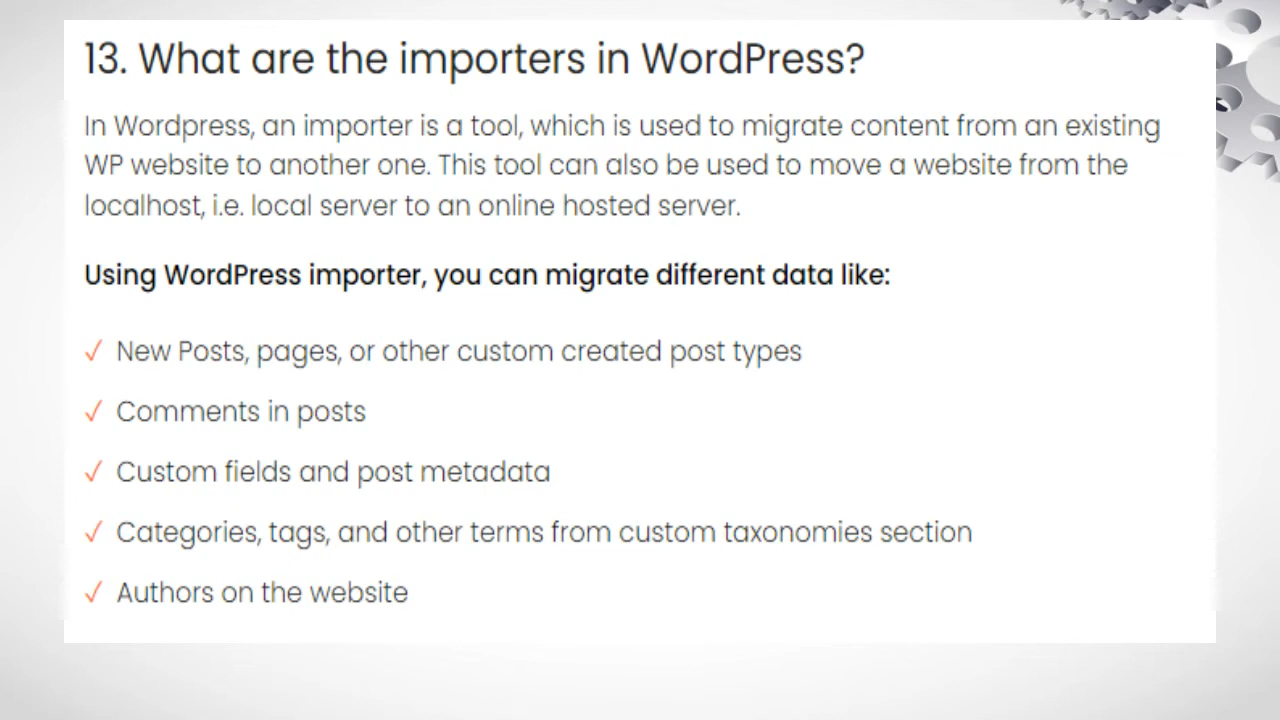 13. What are the importers in WordPress?
In Wordpress, an importer is a tool, which is used to migrate content from an existing
WP website to another one. This tool can also be used to move a website from the
localhost, i.e. local server to an online hosted server.
Using WordPress importer, you can migrate different data like:
✓ New Posts, pages, or other custom created post types
✓ Comments in posts
✓ Custom fields and post metadata
✓ Categories, tags, and other terms from custom taxonomies section
✓ Authors on the website